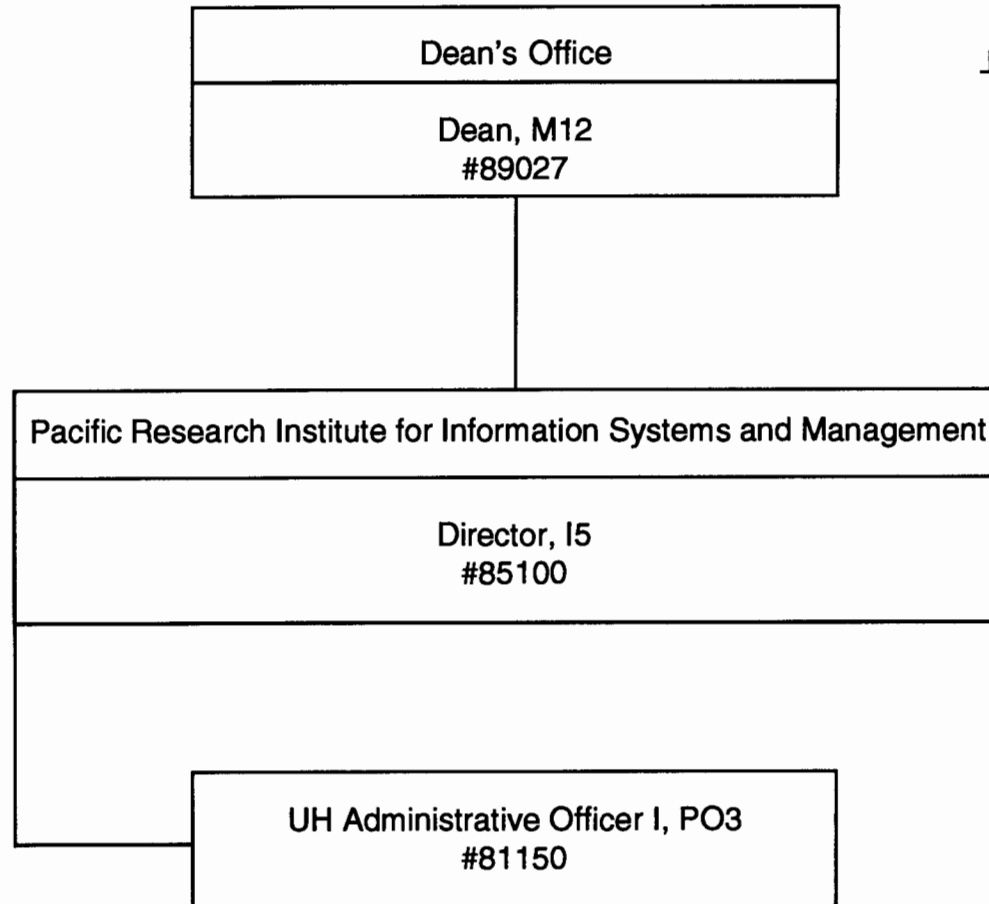 Dean's Office
Dean, M12
#89027
Pacific Research Institute for Information Systems and Management
Director, I5
#85100
UH Administrative Officer I, PO3
#81150